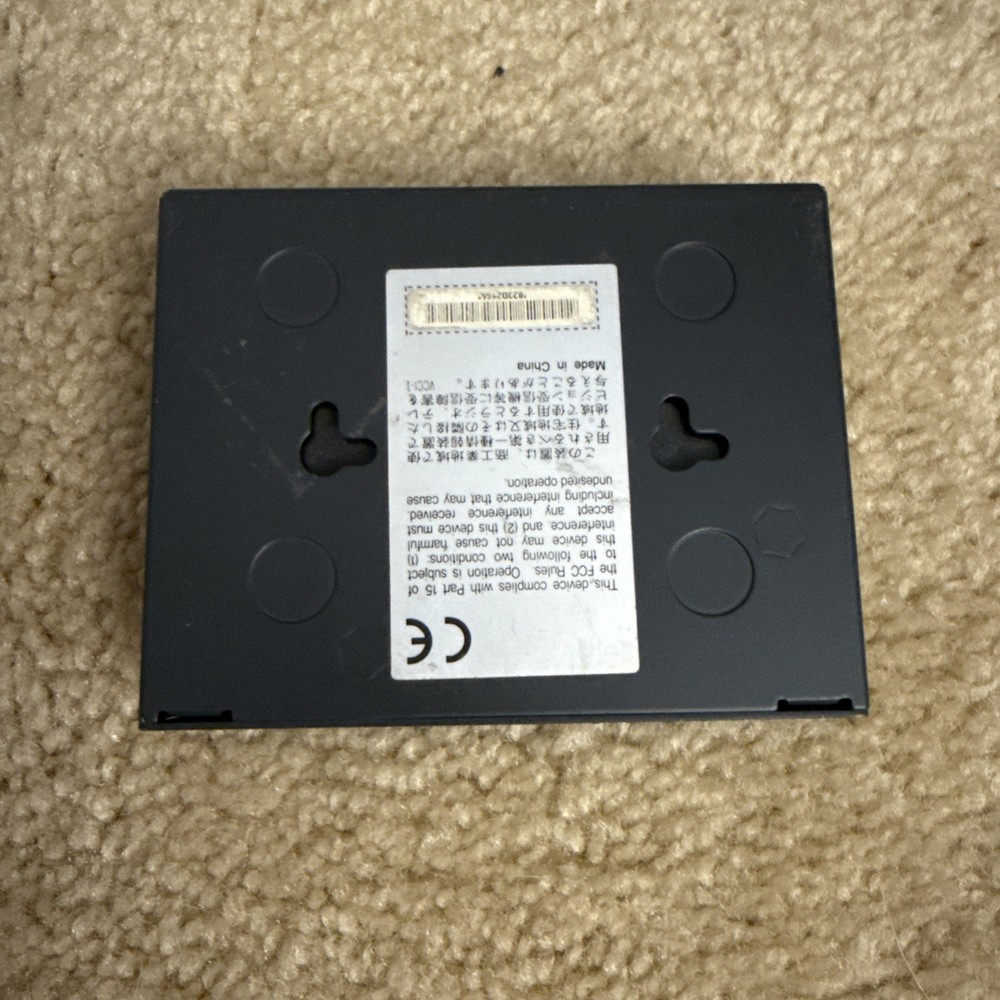 CE
This device complies with Part 15 of
the FCC Rules. Operation is subject
to the following two conditions: (1)
this device may not cause harmful
interference, and (2) this device must
accept any interference received,
including interference that may cause
undesired operation.
この装置は、商工業地域で使
用されるべき第一種情報装置で
す。住宅地域又はその隣接した
地域で使用するとラジオ、テレ
ビジョン受信機等に受信障害を
与えることがあります。 VCCI-1
Made in China